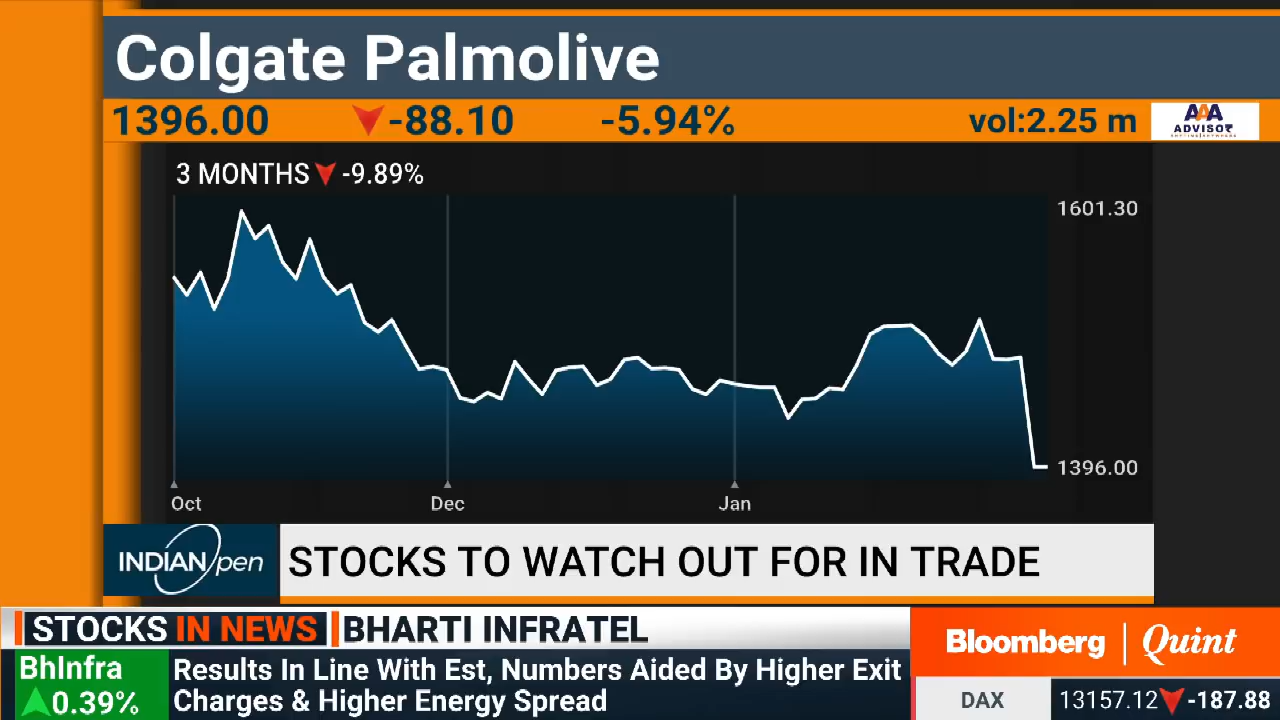 Colgate Palmolive
1396.00 -88.10 -5.94% vol:2.25 m
AAA
ADVISOR
3 MONTHS -9.89%
1601.30
1396.00
Oct Dec Jan
INDIAN Open
STOCKS TO WATCH OUT FOR IN TRADE
STOCKS IN NEWS BHARTI INFRATEL
BhInfra
0.39%
Results In Line With Est, Numbers Aided By Higher Exit
Charges & Higher Energy Spread
Bloomberg | Quint
DAX 13157.12 -187.88